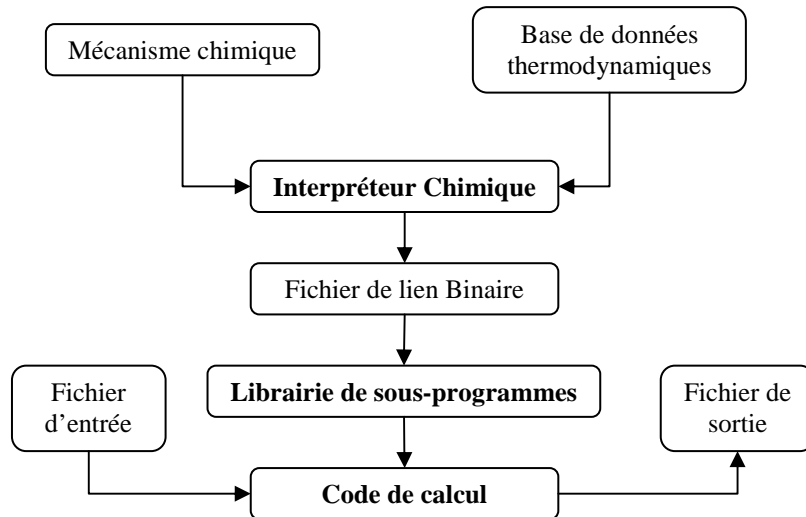 Mécanisme chimique
Base de données
thermodynamiques
Interpréteur Chimique
Fichier de lien Binaire
Librairie de sous-programmes
Fichier
d’entrée
Fichier de
sortie
Code de calcul